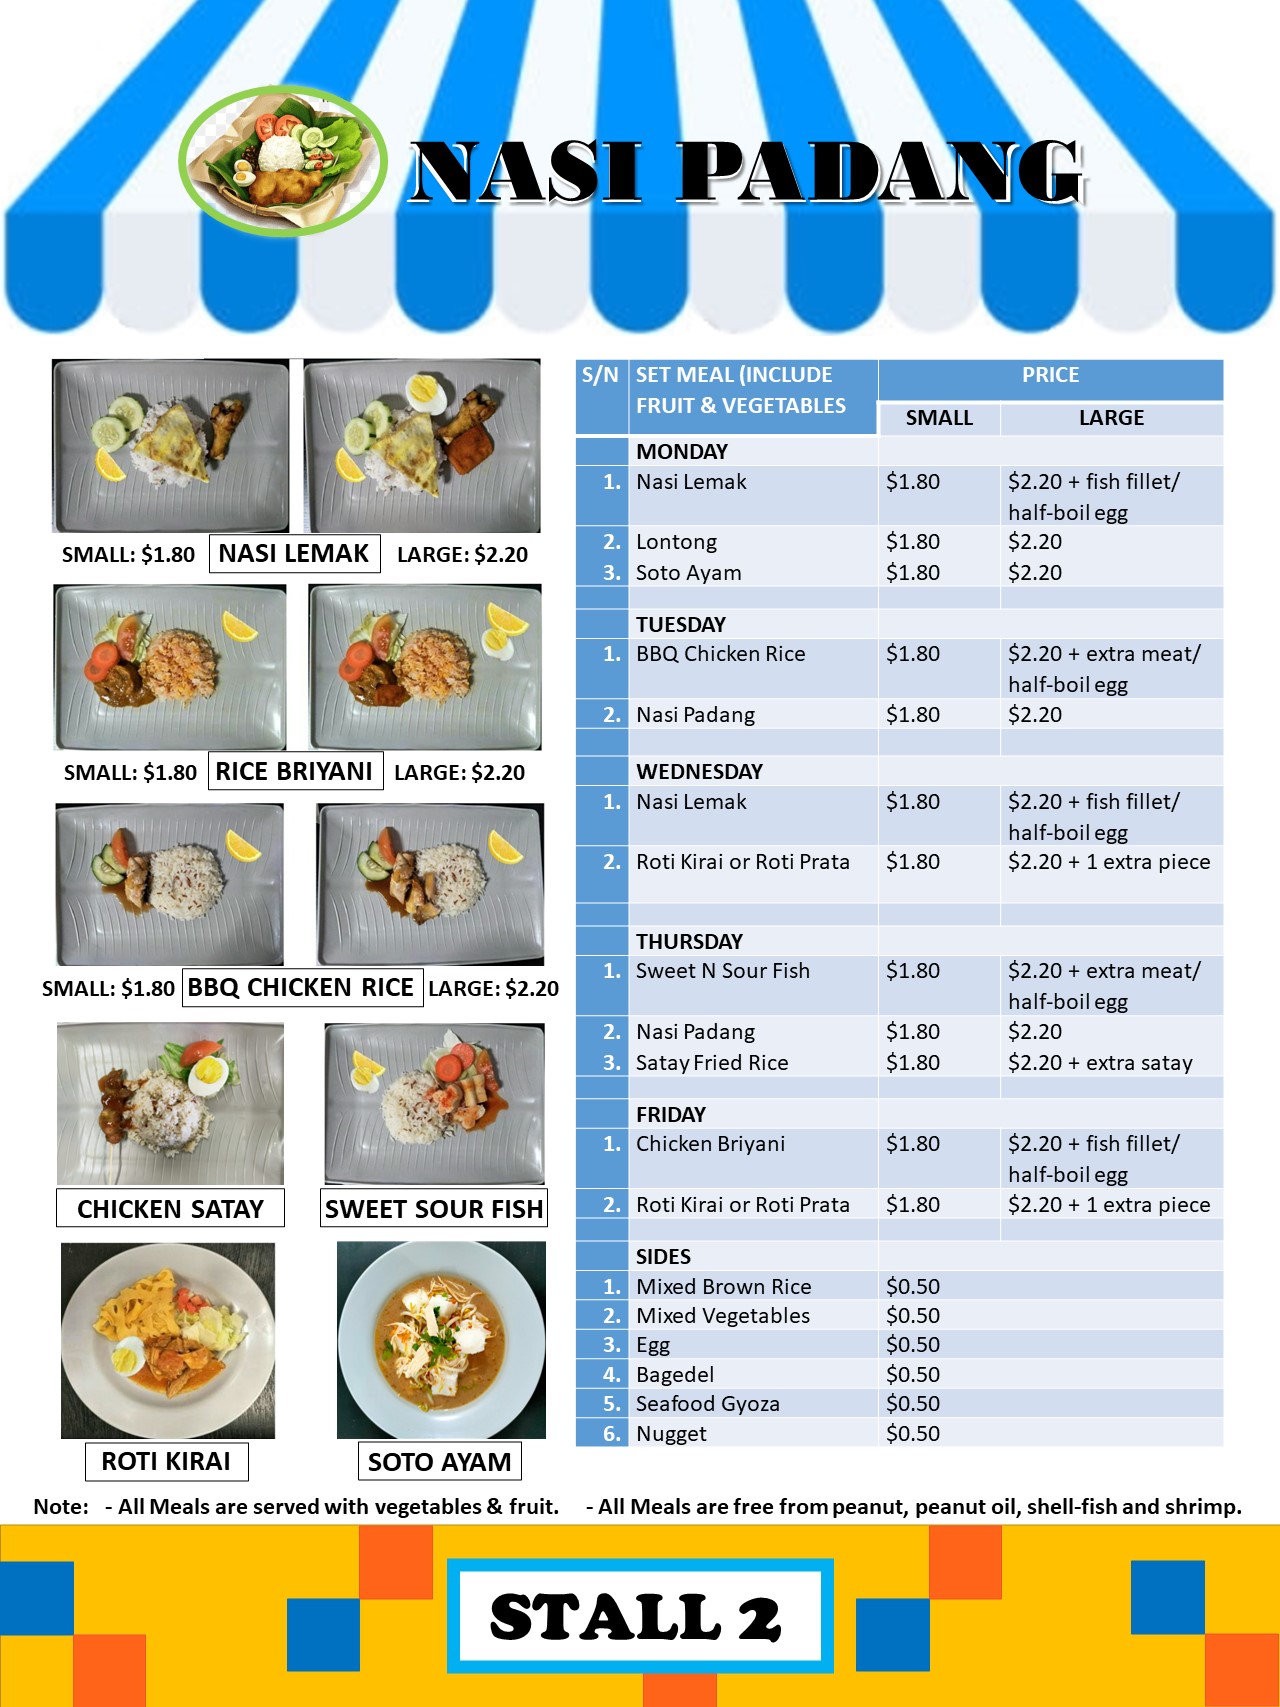 NASI PADANG
SMALL: $1.80 NASI LEMAK LARGE: $2.20
SMALL: $1.80 RICE BRIYANI LARGE: $2.20
SMALL: $1.80 BBQ CHICKEN RICE LARGE: $2.20
CHICKEN SATAY SWEET SOUR FISH
ROTI KIRAI SOTO AYAM
S/N SET MEAL (INCLUDE FRUIT & VEGETABLES PRICE
SMALL LARGE
MONDAY
1. Nasi Lemak $1.80 $2.20 + fish fillet/
half-boil egg
2. Lontong $1.80 $2.20
3. Soto Ayam $1.80 $2.20
TUESDAY
1. BBQ Chicken Rice $1.80 $2.20 + extra meat/
half-boil egg
2. Nasi Padang $1.80 $2.20
WEDNESDAY
1. Nasi Lemak $1.80 $2.20 + fish fillet/
half-boil egg
2. Roti Kirai or Roti Prata $1.80 $2.20 + 1 extra piece
THURSDAY
1. Sweet N Sour Fish $1.80 $2.20 + extra meat/
half-boil egg
2. Nasi Padang $1.80 $2.20
3. Satay Fried Rice $1.80 $2.20 + extra satay
FRIDAY
1. Chicken Briyani $1.80 $2.20 + fish fillet/
half-boil egg
2. Roti Kirai or Roti Prata $1.80 $2.20 + 1 extra piece
SIDES
1. Mixed Brown Rice $0.50
2. Mixed Vegetables $0.50
3. Egg $0.50
4. Bagedel $0.50
5. Seafood Gyoza $0.50
6. Nugget $0.50
Note: - All Meals are served with vegetables & fruit. - All Meals are free from peanut, peanut oil, shell-fish and shrimp.
STALL 2